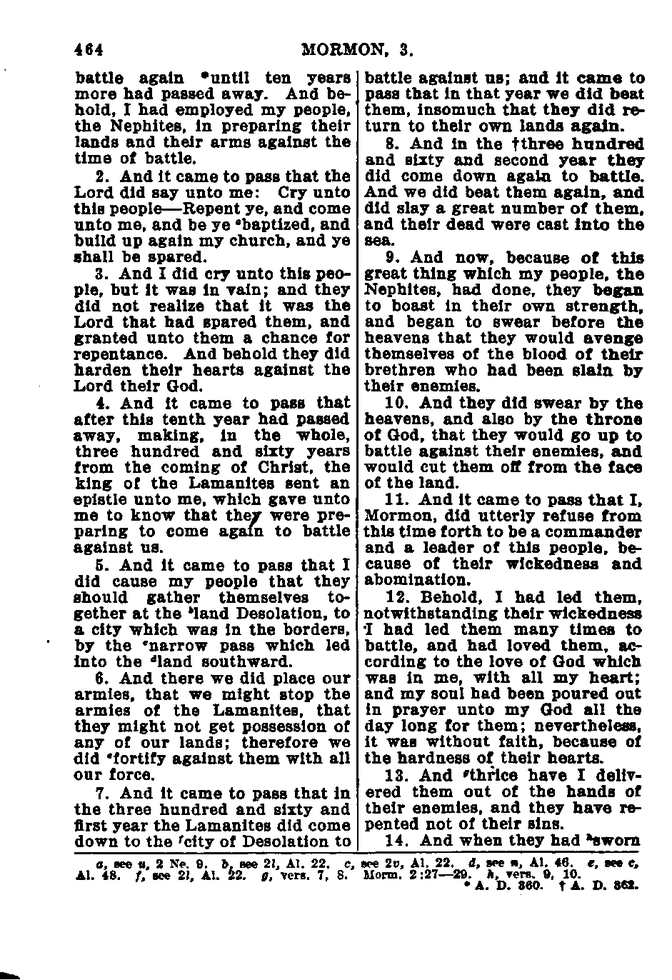 464
MORMON, 3.
battle again *until ten years
more had passed away. And be-
hold, I had employed my people,
the Nephites, in preparing their
lands and their arms against the
time of battle.
2. And it came to pass that the
Lord did say unto me: Cry unto
this people—Repent ye, and come
unto me, and be ye ᵃbaptized, and
build up again my church, and ye
shall be spared.
3. And I did cry unto this peo-
ple, but it was in vain; and they
did not realize that it was the
Lord that had spared them, and
granted unto them a chance for
repentance. And behold they did
harden their hearts against the
Lord their God.
4. And it came to pass that
after this tenth year had passed
away, making, in the whole,
three hundred and sixty years
from the coming of Christ, the
king of the Lamanites sent an
epistle unto me, which gave unto
me to know that they were pre-
paring to come again to battle
against us.
5. And it came to pass that I
did cause my people that they
should gather themselves to-
gether at the ᵇland Desolation, to
a city which was in the borders,
by the ᶜnarrow pass which led
into the ᵈland southward.
6. And there we did place our
armies, that we might stop the
armies of the Lamanites, that
they might not get possession of
any of our lands; therefore we
did ᵉfortify against them with all
our force.
7. And it came to pass that in
the three hundred and sixty and
first year the Lamanites did come
down to the ᶠcity of Desolation to
battle against us; and it came to
pass that in that year we did beat
them, insomuch that they did re-
turn to their own lands again.
8. And in the †three hundred
and sixty and second year they
did come down again to battle.
And we did beat them again, and
did slay a great number of them,
and their dead were cast into the
sea.
9. And now, because of this
great thing which my people, the
Nephites, had done, they began
to boast in their own strength,
and began to swear before the
heavens that they would avenge
themselves of the blood of their
brethren who had been slain by
their enemies.
10. And they did swear by the
heavens, and also by the throne
of God, that they would go up to
battle against their enemies, and
would cut them off from the face
of the land.
11. And it came to pass that I,
Mormon, did utterly refuse from
this time forth to be a commander
and a leader of this people, be-
cause of their wickedness and
abomination.
12. Behold, I had led them,
notwithstanding their wickedness
I had led them many times to
battle, and had loved them, ac-
cording to the love of God which
was in me, with all my heart;
and my soul had been poured out
in prayer unto my God all the
day long for them; nevertheless,
it was without faith, because of
the hardness of their hearts.
13. And ᵍthrice have I deliv-
ered them out of the hands of
their enemies, and they have re-
pented not of their sins.
14. And when they had ʰsworn
a, see u, 2 Ne. 9. b, see 2l, Al. 22. c, see 2v, Al. 22. d, see n, Al. 46. e, see c,
Al. 48. f, see 2l, Al. 22. g, vers. 7, 8. Morm. 2:27—29. h, vers. 9, 10.
* A. D. 360. † A. D. 362.